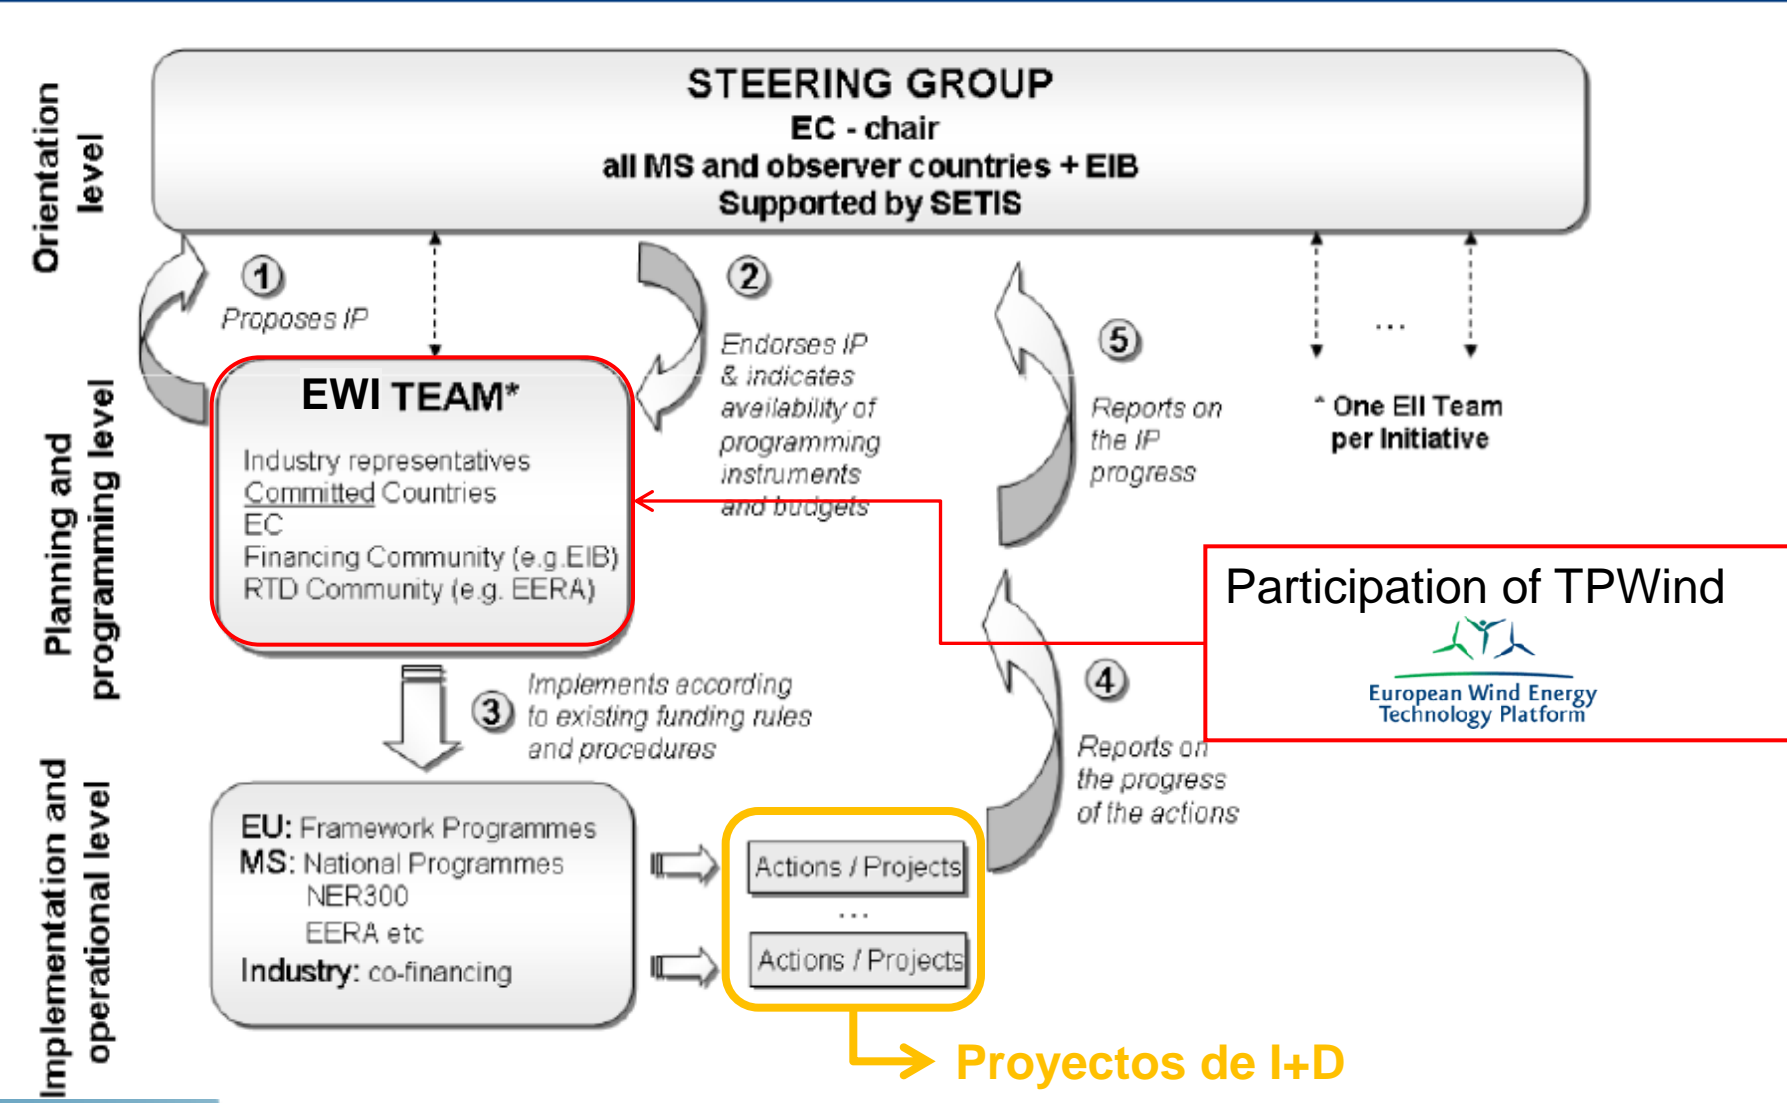 Orientation
level
STEERING GROUP
EC - chair
all MS and observer countries + EIB
Supported by SETIS
1
Proposes IP
2
Endorses IP
& indicates
availability of
programming
instruments
and budgets
5
Reports on
the IP
progress
...
* One EII Team
per Initiative
Planning and
programming level
EWI TEAM*
Industry representatives
Committed Countries
EC
Financing Community (e.g.EIB)
RTD Community (e.g. EERA)
Participation of TPWind
European Wind Energy
Technology Platform
3
Implements according
to existing funding rules
and procedures
4
Reports on
the progress
of the actions
Implementation and
operational level
EU: Framework Programmes
MS: National Programmes
NER300
EERA etc
Industry: co-financing
Actions / Projects
...
Actions / Projects
Proyectos de I+D